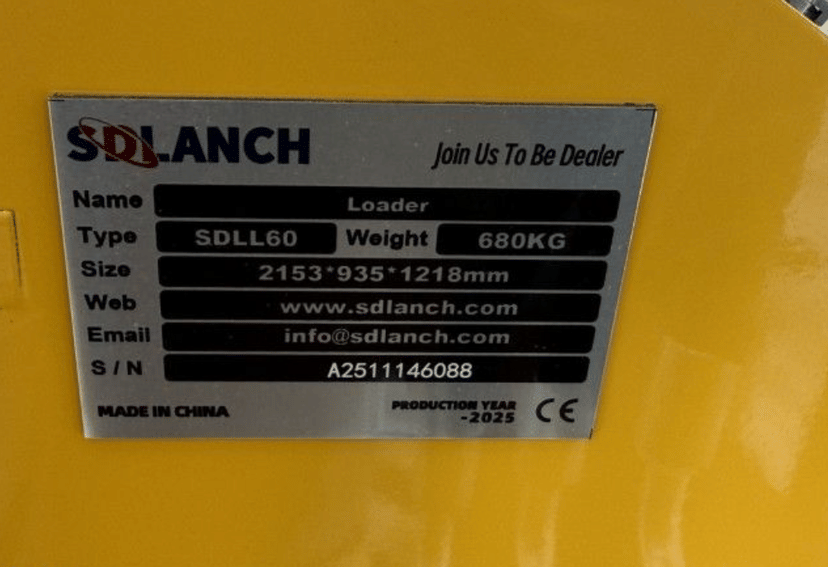 SDLANCH Join Us To Be Dealer
Name Loader
Type SDLL60 Weight 680KG
Size 2153*935*1218mm
Web www.sdlanch.com
Email info@sdlanch.com
S / N A2511146088
MADE IN CHINA PRODUCTION YEAR CE
-2025